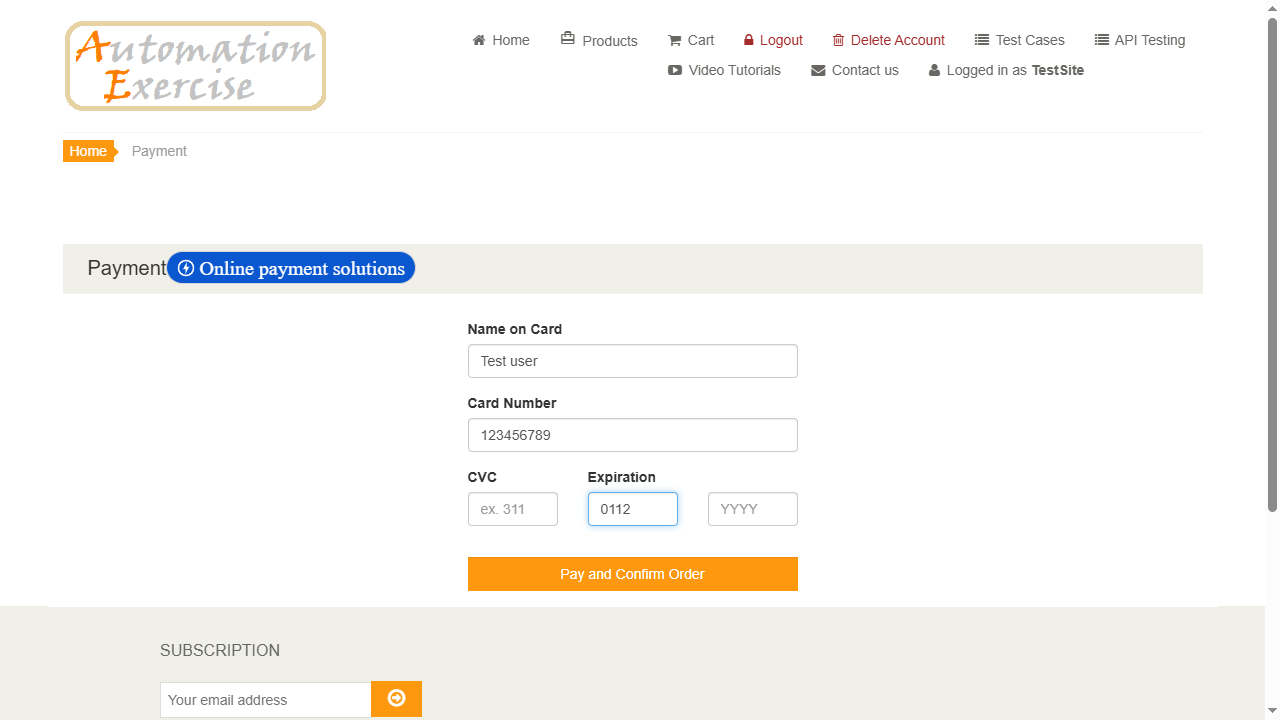 Automation
Exercise
Home Products Cart Logout Delete Account Test Cases API Testing
Video Tutorials Contact us Logged in as TestSite
Home Payment
Payment Online payment solutions
Name on Card
Test user
Card Number
123456789
CVC Expiration
ex. 311 0112 YYYY
Pay and Confirm Order
SUBSCRIPTION
Your email address